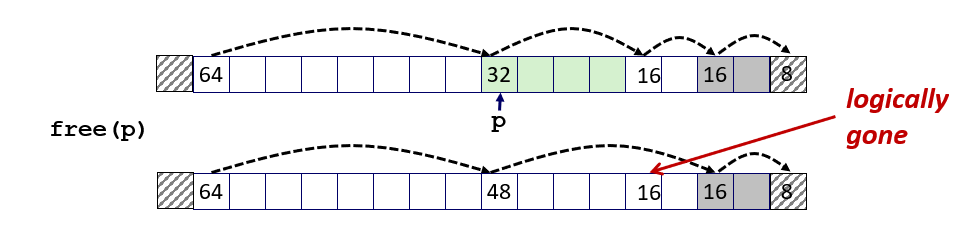 64 32 16 16 8
p
logically
gone
free(p)
64 48 16 16 8